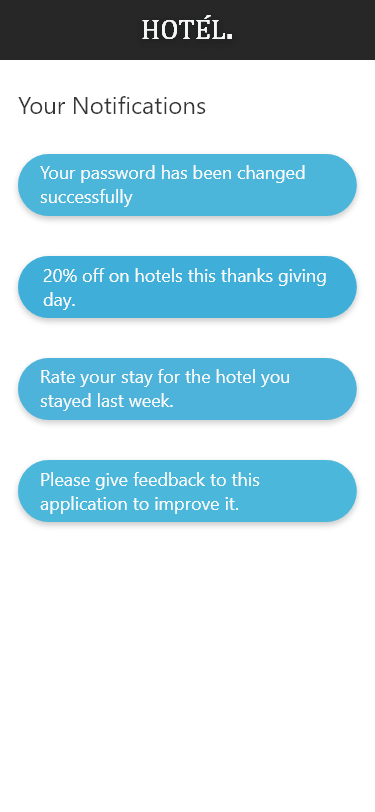 HOTÉL.
Your Notifications
Your password has been changed
successfully
20% off on hotels this thanks giving
day.
Rate your stay for the hotel you
stayed last week.
Please give feedback to this
application to improve it.